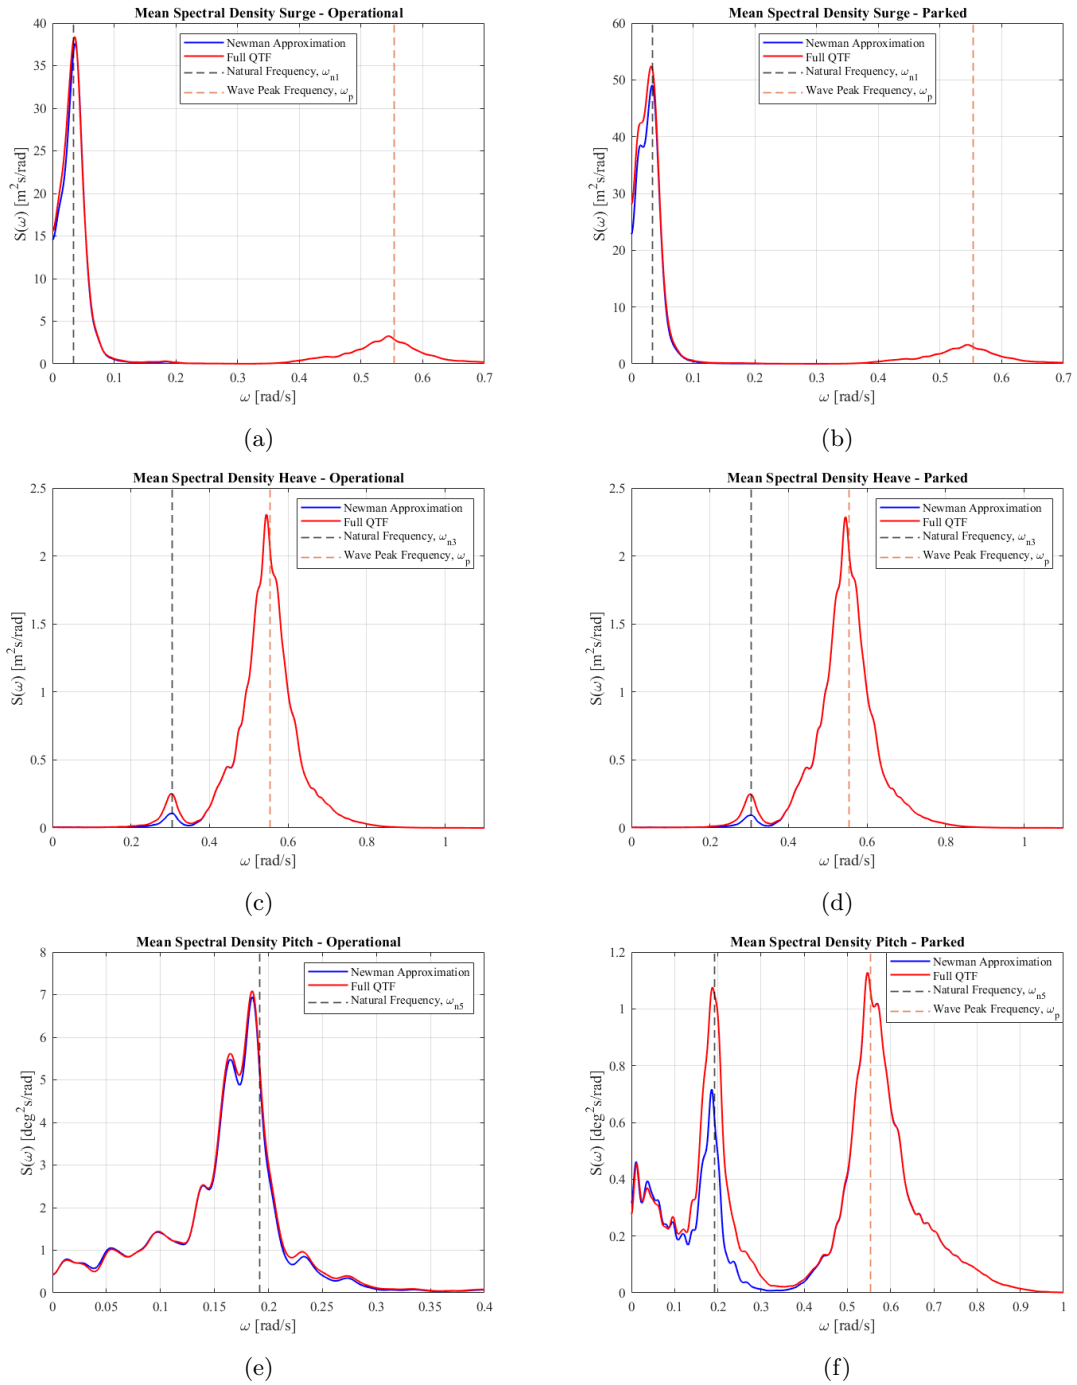 Mean Spectral Density Surge - Operational
40
35
30
25
20
15
10
5
0
S(ω) [m²s/rad]
Newman Approximation
Full QTF
Natural Frequency, ωn1
Wave Peak Frequency, ωp
0 0.1 0.2 0.3 0.4 0.5 0.6 0.7
ω [rad/s]
(a)
Mean Spectral Density Surge - Parked
60
50
40
30
20
10
0
S(ω) [m²s/rad]
Newman Approximation
Full QTF
Natural Frequency, ωn1
Wave Peak Frequency, ωp
0 0.1 0.2 0.3 0.4 0.5 0.6 0.7
ω [rad/s]
(b)
Mean Spectral Density Heave - Operational
2.5
2
1.5
1
0.5
0
S(ω) [m²s/rad]
Newman Approximation
Full QTF
Natural Frequency, ωn3
Wave Peak Frequency, ωp
0 0.2 0.4 0.6 0.8 1
ω [rad/s]
(c)
Mean Spectral Density Heave - Parked
2.5
2
1.5
1
0.5
0
S(ω) [m²s/rad]
Newman Approximation
Full QTF
Natural Frequency, ωn3
Wave Peak Frequency, ωp
0 0.2 0.4 0.6 0.8 1
ω [rad/s]
(d)
Mean Spectral Density Pitch - Operational
8
7
6
5
4
3
2
1
0
S(ω) [deg²s/rad]
Newman Approximation
Full QTF
Natural Frequency, ωn5
0 0.05 0.1 0.15 0.2 0.25 0.3 0.35 0.4
ω [rad/s]
(e)
Mean Spectral Density Pitch - Parked
1.2
1
0.8
0.6
0.4
0.2
0
S(ω) [deg²s/rad]
Newman Approximation
Full QTF
Natural Frequency, ωn5
Wave Peak Frequency, ωp
0 0.1 0.2 0.3 0.4 0.5 0.6 0.7 0.8 0.9 1
ω [rad/s]
(f)